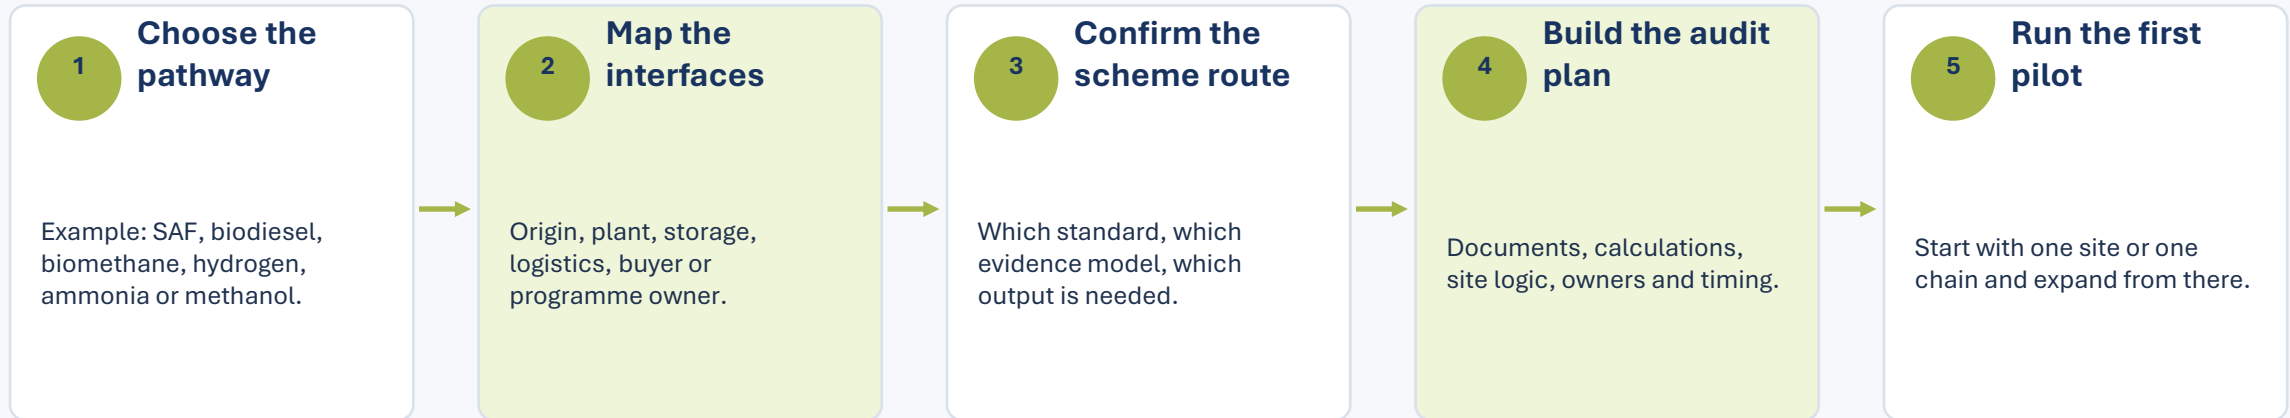 1
Choose the
pathway
Example: SAF, biodiesel,
biomethane, hydrogen,
ammonia or methanol.
2
Map the
interfaces
Origin, plant, storage,
logistics, buyer or
programme owner.
3
Confirm the
scheme route
Which standard, which
evidence model, which
output is needed.
4
Build the audit
plan
Documents, calculations,
site logic, owners and timing.
5
Run the first
pilot
Start with one site or one
chain and expand from there.